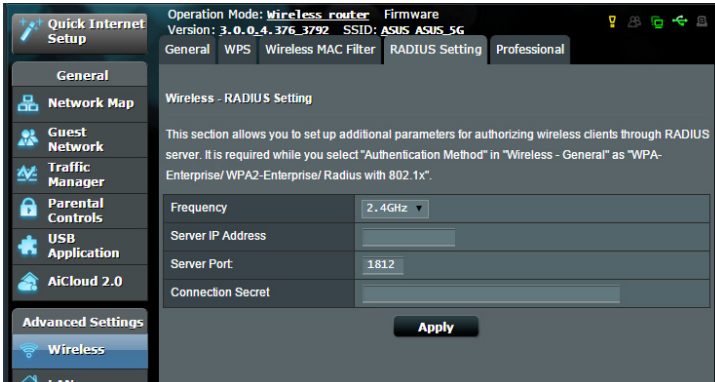 Quick Internet
Setup
Operation Mode: Wireless router Firmware
Version: 3.0.0.4.376_3792 SSID: ASUS ASUS_5G
General WPS Wireless MAC Filter RADIUS Setting Professional
General
Network Map
Guest
Network
Traffic
Manager
Parental
Controls
USB
Application
AiCloud 2.0
Advanced Settings
Wireless
LAN
Wireless - RADIUS Setting
This section allows you to set up additional parameters for authorizing wireless clients through RADIUS
server. It is required while you select "Authentication Method" in "Wireless - General" as "WPA-
Enterprise/ WPA2-Enterprise/ Radius with 802.1x".
Frequency 2.4GHz
Server IP Address
Server Port: 1812
Connection Secret
Apply